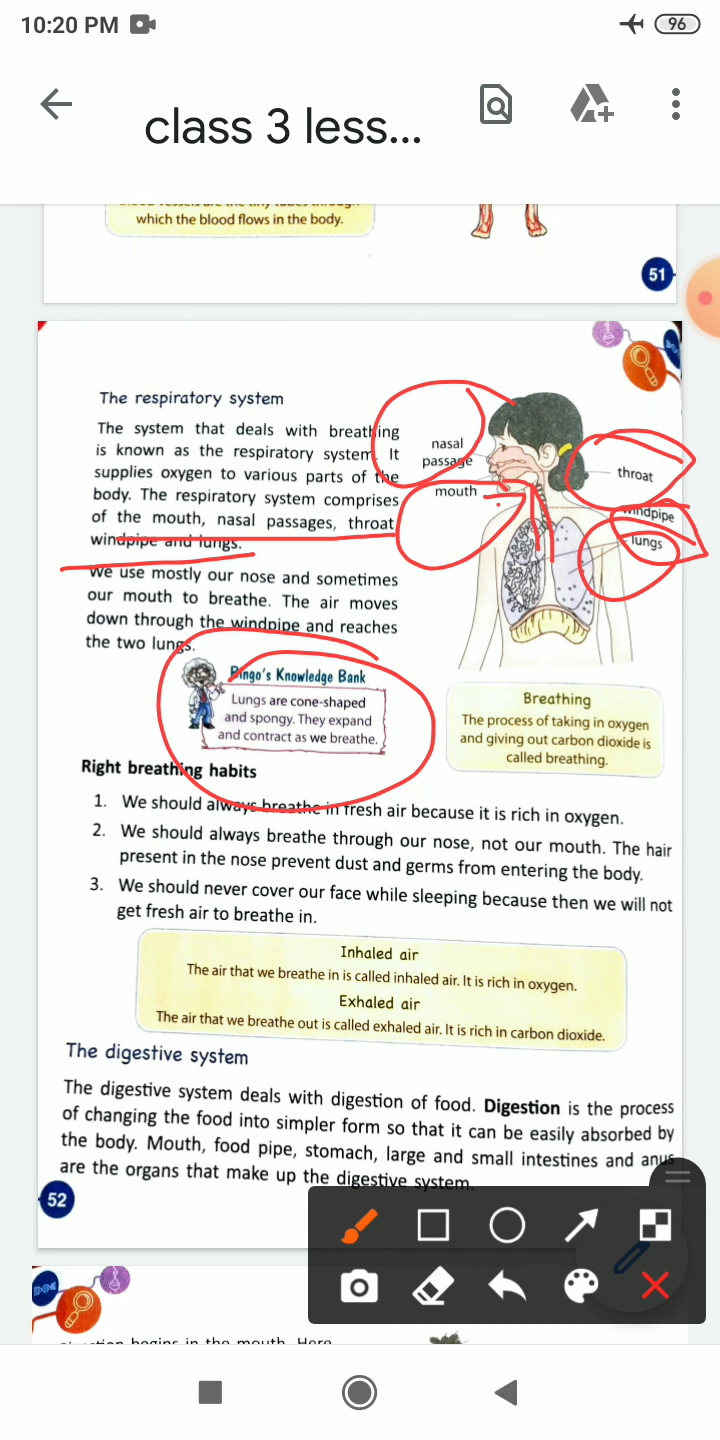 10:20 PM
96
class 3 less...
which the blood flows in the body.
51
The respiratory system
The system that deals with breathing
is known as the respiratory system. It
supplies oxygen to various parts of the
body. The respiratory system comprises
of the mouth, nasal passages, throat,
windpipe and lungs.
nasal
passage
mouth
throat
windpipe
lungs
We use mostly our nose and sometimes
our mouth to breathe. The air moves
down through the windpipe and reaches
the two lungs.
Pingo's Knowledge Bank
Lungs are cone-shaped
and spongy. They expand
and contract as we breathe.
Breathing
The process of taking in oxygen
and giving out carbon dioxide is
called breathing.
Right breathing habits
1. We should always breathe in fresh air because it is rich in oxygen.
2. We should always breathe through our nose, not our mouth. The hair
present in the nose prevent dust and germs from entering the body.
3. We should never cover our face while sleeping because then we will not
get fresh air to breathe in.
Inhaled air
The air that we breathe in is called inhaled air. It is rich in oxygen.
Exhaled air
The air that we breathe out is called exhaled air. It is rich in carbon dioxide.
The digestive system
The digestive system deals with digestion of food. Digestion is the process
of changing the food into simpler form so that it can be easily absorbed by
the body. Mouth, food pipe, stomach, large and small intestines and anus
are the organs that make up the digestive system.
52